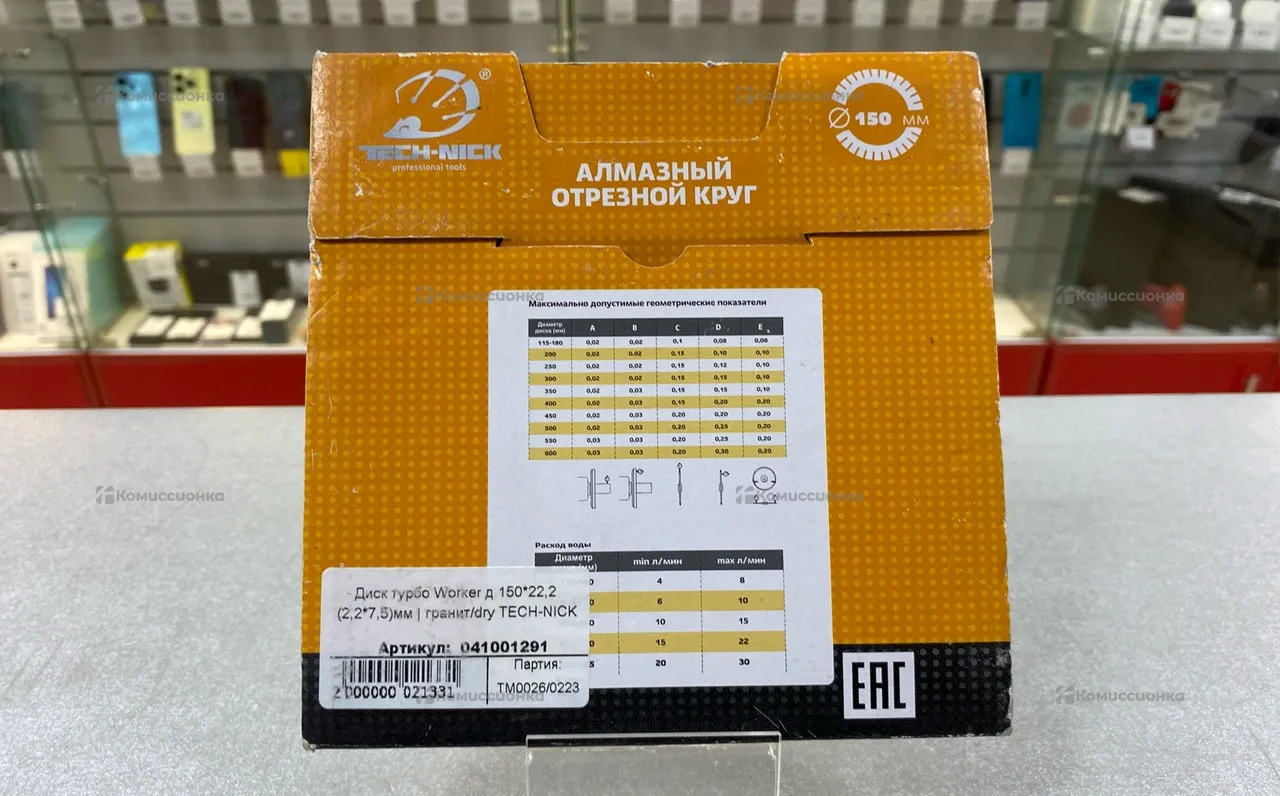 TECH-NICK®
professional tools
Ø 150 мм
АЛМАЗНЫЙ
ОТРЕЗНОЙ КРУГ
Максимально допустимые геометрические показатели
Диаметр диска (мм) A B C D E
115-180 0,02 0,02 0,1 0,08 0,08
200 0,02 0,02 0,15 0,10 0,10
250 0,02 0,02 0,15 0,12 0,10
300 0,02 0,02 0,15 0,15 0,10
350 0,02 0,03 0,15 0,15 0,10
400 0,02 0,03 0,15 0,20 0,20
450 0,02 0,03 0,20 0,20 0,20
500 0,02 0,03 0,20 0,25 0,20
550 0,03 0,03 0,20 0,25 0,20
600 0,03 0,03 0,20 0,30 0,20
Расход воды
Диаметр min л/мин max л/мин
4 8
6 10
10 15
15 22
20 30
Диск турбо Worker д.150*22,2
(2,2*7,5)мм | гранит/dry TECH-NICK
Артикул: 041001291
Партия:
2 000000 021331
TM0026/0223
EAC
Комиссионка
Комиссионка
Комиссионка
Комиссионка
Комиссионка
Комиссионка
Комиссионка
Комиссионка